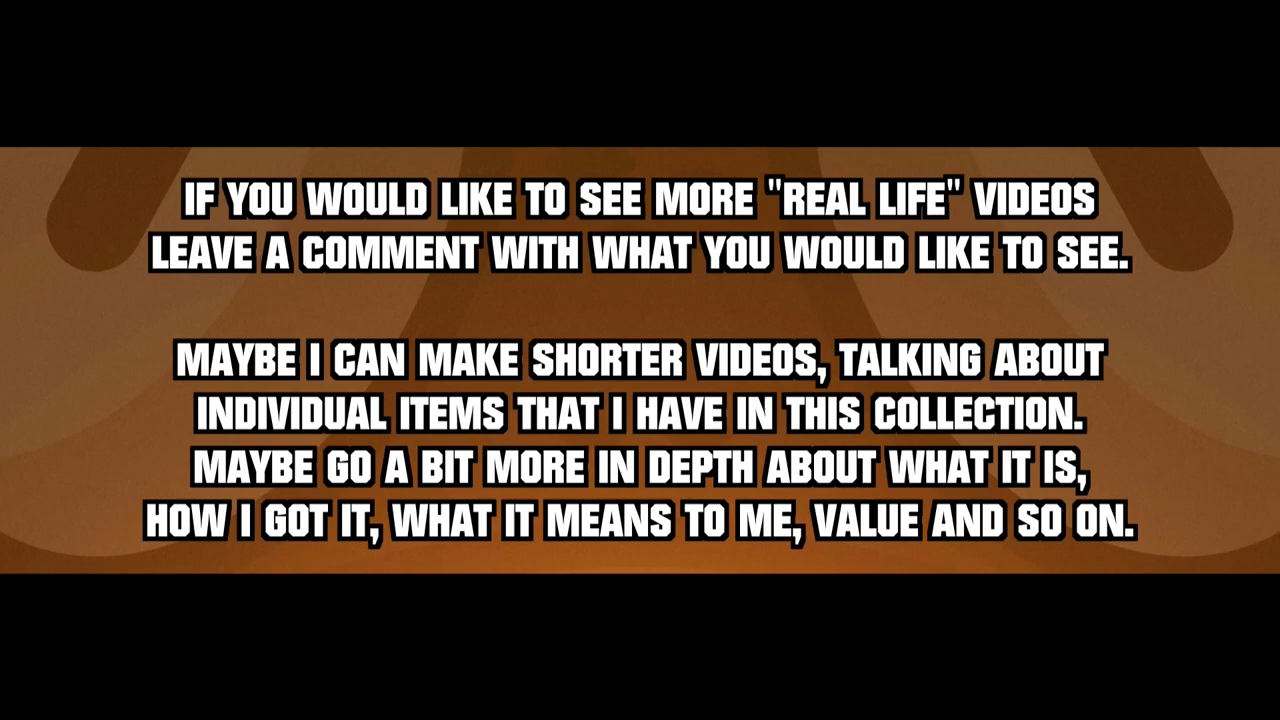 IF YOU WOULD LIKE TO SEE MORE "REAL LIFE" VIDEOS
LEAVE A COMMENT WITH WHAT YOU WOULD LIKE TO SEE.
MAYBE I CAN MAKE SHORTER VIDEOS, TALKING ABOUT
INDIVIDUAL ITEMS THAT I HAVE IN THIS COLLECTION.
MAYBE GO A BIT MORE IN DEPTH ABOUT WHAT IT IS,
HOW I GOT IT, WHAT IT MEANS TO ME, VALUE AND SO ON.